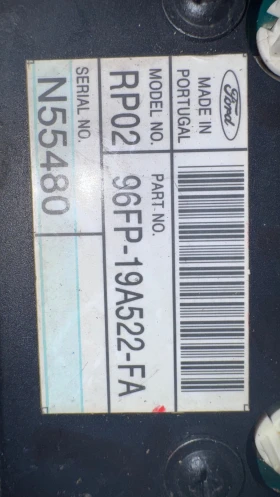 Ford
MADE IN
PORTUGAL
MODEL NO.
RP02
PART-NO.
96FP-19A522-FA
SERIAL NO.
N55480